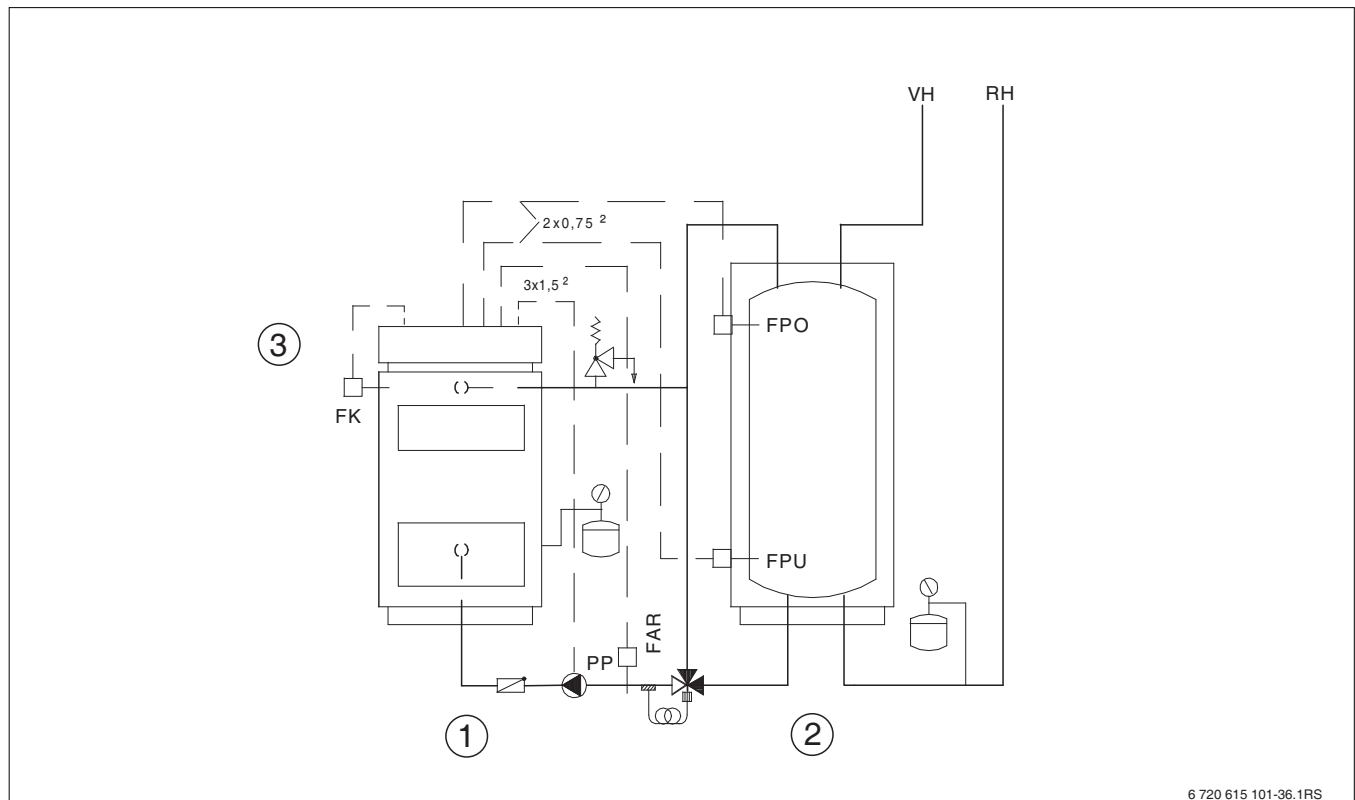 VH RH
2x0,75 ²
3x1,5 ²
FPO
3
FK
FPU
FAR
PP
1
2
6 720 615 101-36.1RS